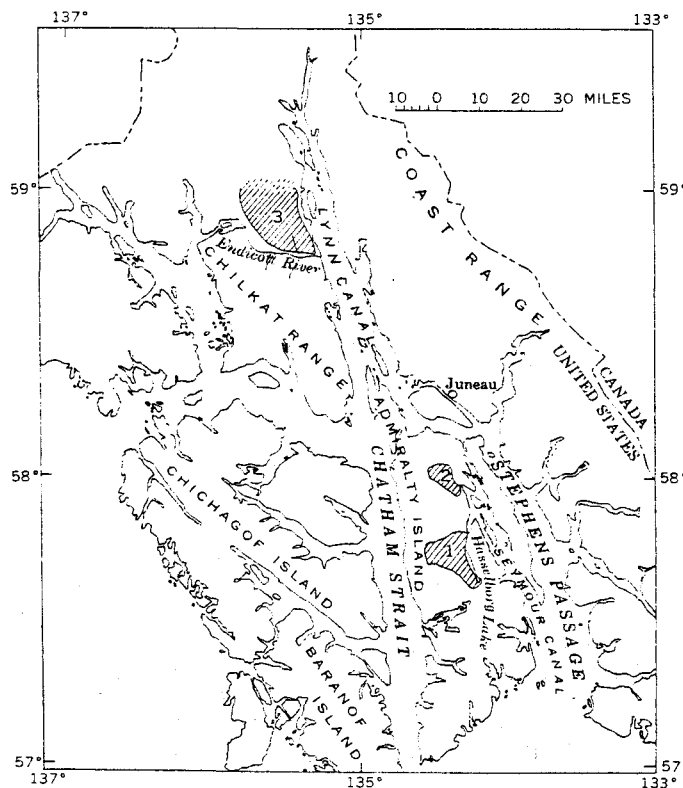 137°
135°
133°
10 0 10 20 30 MILES
59°
59°
COAST RANGE
3
LYNN CANAL
Endicott River
CHILKAT RANGE
UNITED STATES
CANADA
Juneau
58°
58°
ADMIRALTY ISLAND
CHATHAM STRAIT
2
STEPHENS PASSAGE
CHICHAGOF ISLAND
1
Hasselborg Lake
SEYMOUR CANAL
BARANOF
ISLAND
57°
57°
137°
135°
133°